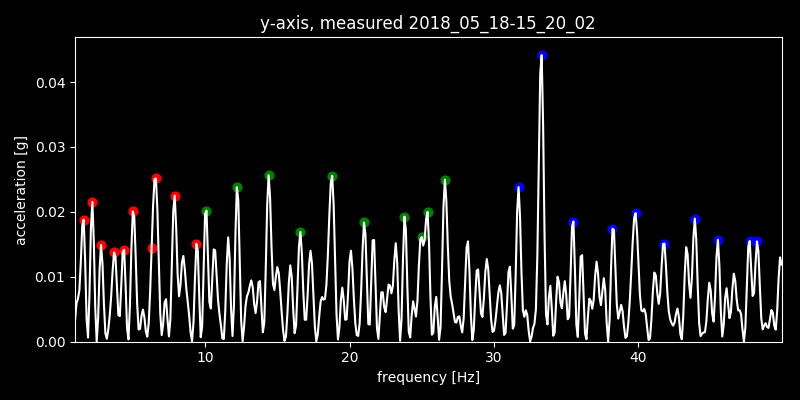 y-axis, measured 2018_05_18-15_20_02
acceleration [g]
0.04
0.03
0.02
0.01
0.00
10 20 30 40
frequency [Hz]